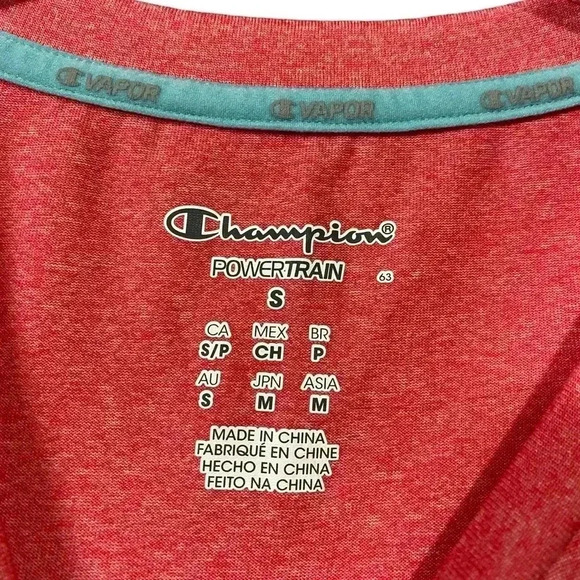 VAPOR VAPOR VAPOR
Champion®
POWERTRAIN 63
S
CA MEX BR
S/P CH P
AU JPN ASIA
S M M
MADE IN CHINA
FABRIQUÉ EN CHINE
HECHO EN CHINA
FEITO NA CHINA